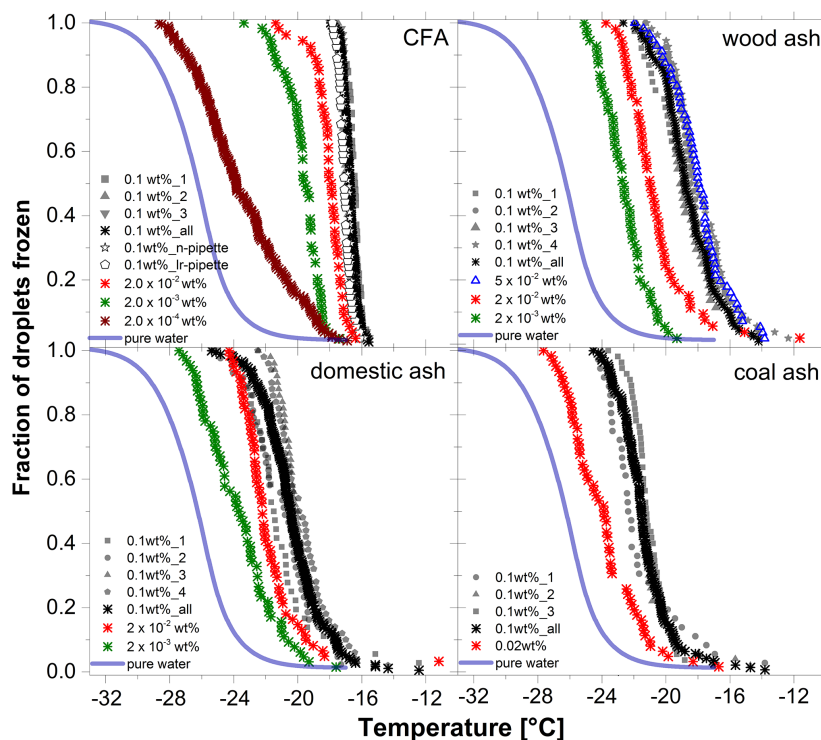 CFA
1.0
0.8
0.6
0.4
0.2
0.1 wt%_1
0.1 wt%_2
0.1 wt%_3
0.1 wt%_all
0.1wt%_n-pipette
0.1wt%_lr-pipette
2.0 x 10⁻² wt%
2.0 x 10⁻³ wt%
2.0 x 10⁻⁴ wt%
pure water
wood ash
0.1 wt%_1
0.1 wt%_2
0.1 wt%_3
0.1 wt%_4
0.1 wt%_all
5 x 10⁻² wt%
2 x 10⁻² wt%
2 x 10⁻³ wt%
pure water
domestic ash
1.0
0.8
0.6
0.4
0.2
0.0
0.1wt%_1
0.1wt%_2
0.1wt%_3
0.1wt%_4
0.1wt%_all
2 x 10⁻² wt%
2 x 10⁻³ wt%
pure water
coal ash
0.1wt%_1
0.1wt%_2
0.1wt%_3
0.1wt%_all
0.02wt%
pure water
-32 -28 -24 -20 -16 -32 -28 -24 -20 -16 -12
Fraction of droplets frozen
Temperature [°C]